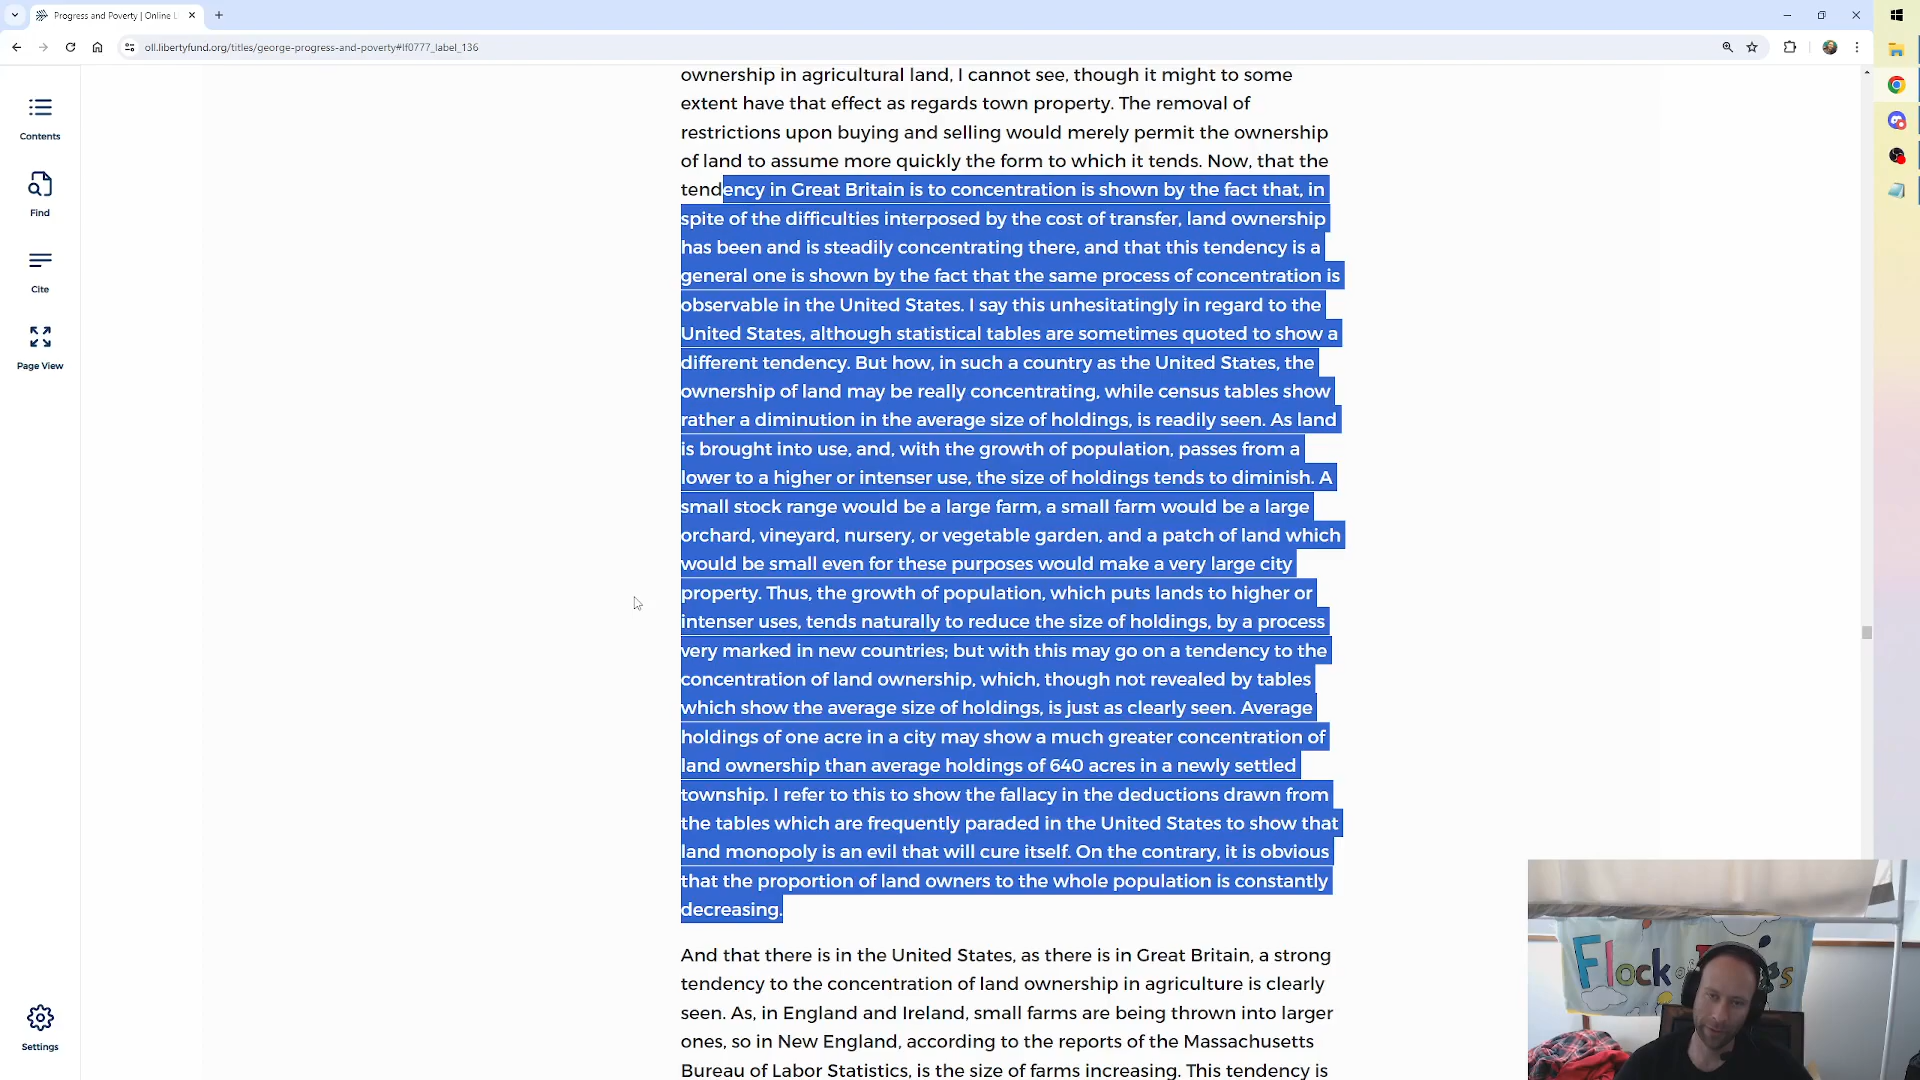 Progress and Poverty | Online L
oll.libertyfund.org/titles/george-progress-and-poverty#lf0777_label_136
Contents
Find
Cite
Page View
Settings
ownership in agricultural land, I cannot see, though it might to some
extent have that effect as regards town property. The removal of
restrictions upon buying and selling would merely permit the ownership
of land to assume more quickly the form to which it tends. Now, that the
tendency in Great Britain is to concentration is shown by the fact that, in
spite of the difficulties interposed by the cost of transfer, land ownership
has been and is steadily concentrating there, and that this tendency is a
general one is shown by the fact that the same process of concentration is
observable in the United States. I say this unhesitatingly in regard to the
United States, although statistical tables are sometimes quoted to show a
different tendency. But how, in such a country as the United States, the
ownership of land may be really concentrating, while census tables show
rather a diminution in the average size of holdings, is readily seen. As land
is brought into use, and, with the growth of population, passes from a
lower to a higher or intenser use, the size of holdings tends to diminish. A
small stock range would be a large farm, a small farm would be a large
orchard, vineyard, nursery, or vegetable garden, and a patch of land which
would be small even for these purposes would make a very large city
property. Thus, the growth of population, which puts lands to higher or
intenser uses, tends naturally to reduce the size of holdings, by a process
very marked in new countries; but with this may go on a tendency to the
concentration of land ownership, which, though not revealed by tables
which show the average size of holdings, is just as clearly seen. Average
holdings of one acre in a city may show a much greater concentration of
land ownership than average holdings of 640 acres in a newly settled
township. I refer to this to show the fallacy in the deductions drawn from
the tables which are frequently paraded in the United States to show that
land monopoly is an evil that will cure itself. On the contrary, it is obvious
that the proportion of land owners to the whole population is constantly
decreasing.
And that there is in the United States, as there is in Great Britain, a strong
tendency to the concentration of land ownership in agriculture is clearly
seen. As, in England and Ireland, small farms are being thrown into larger
ones, so in New England, according to the reports of the Massachusetts
Bureau of Labor Statistics, is the size of farms increasing. This tendency is
Flock